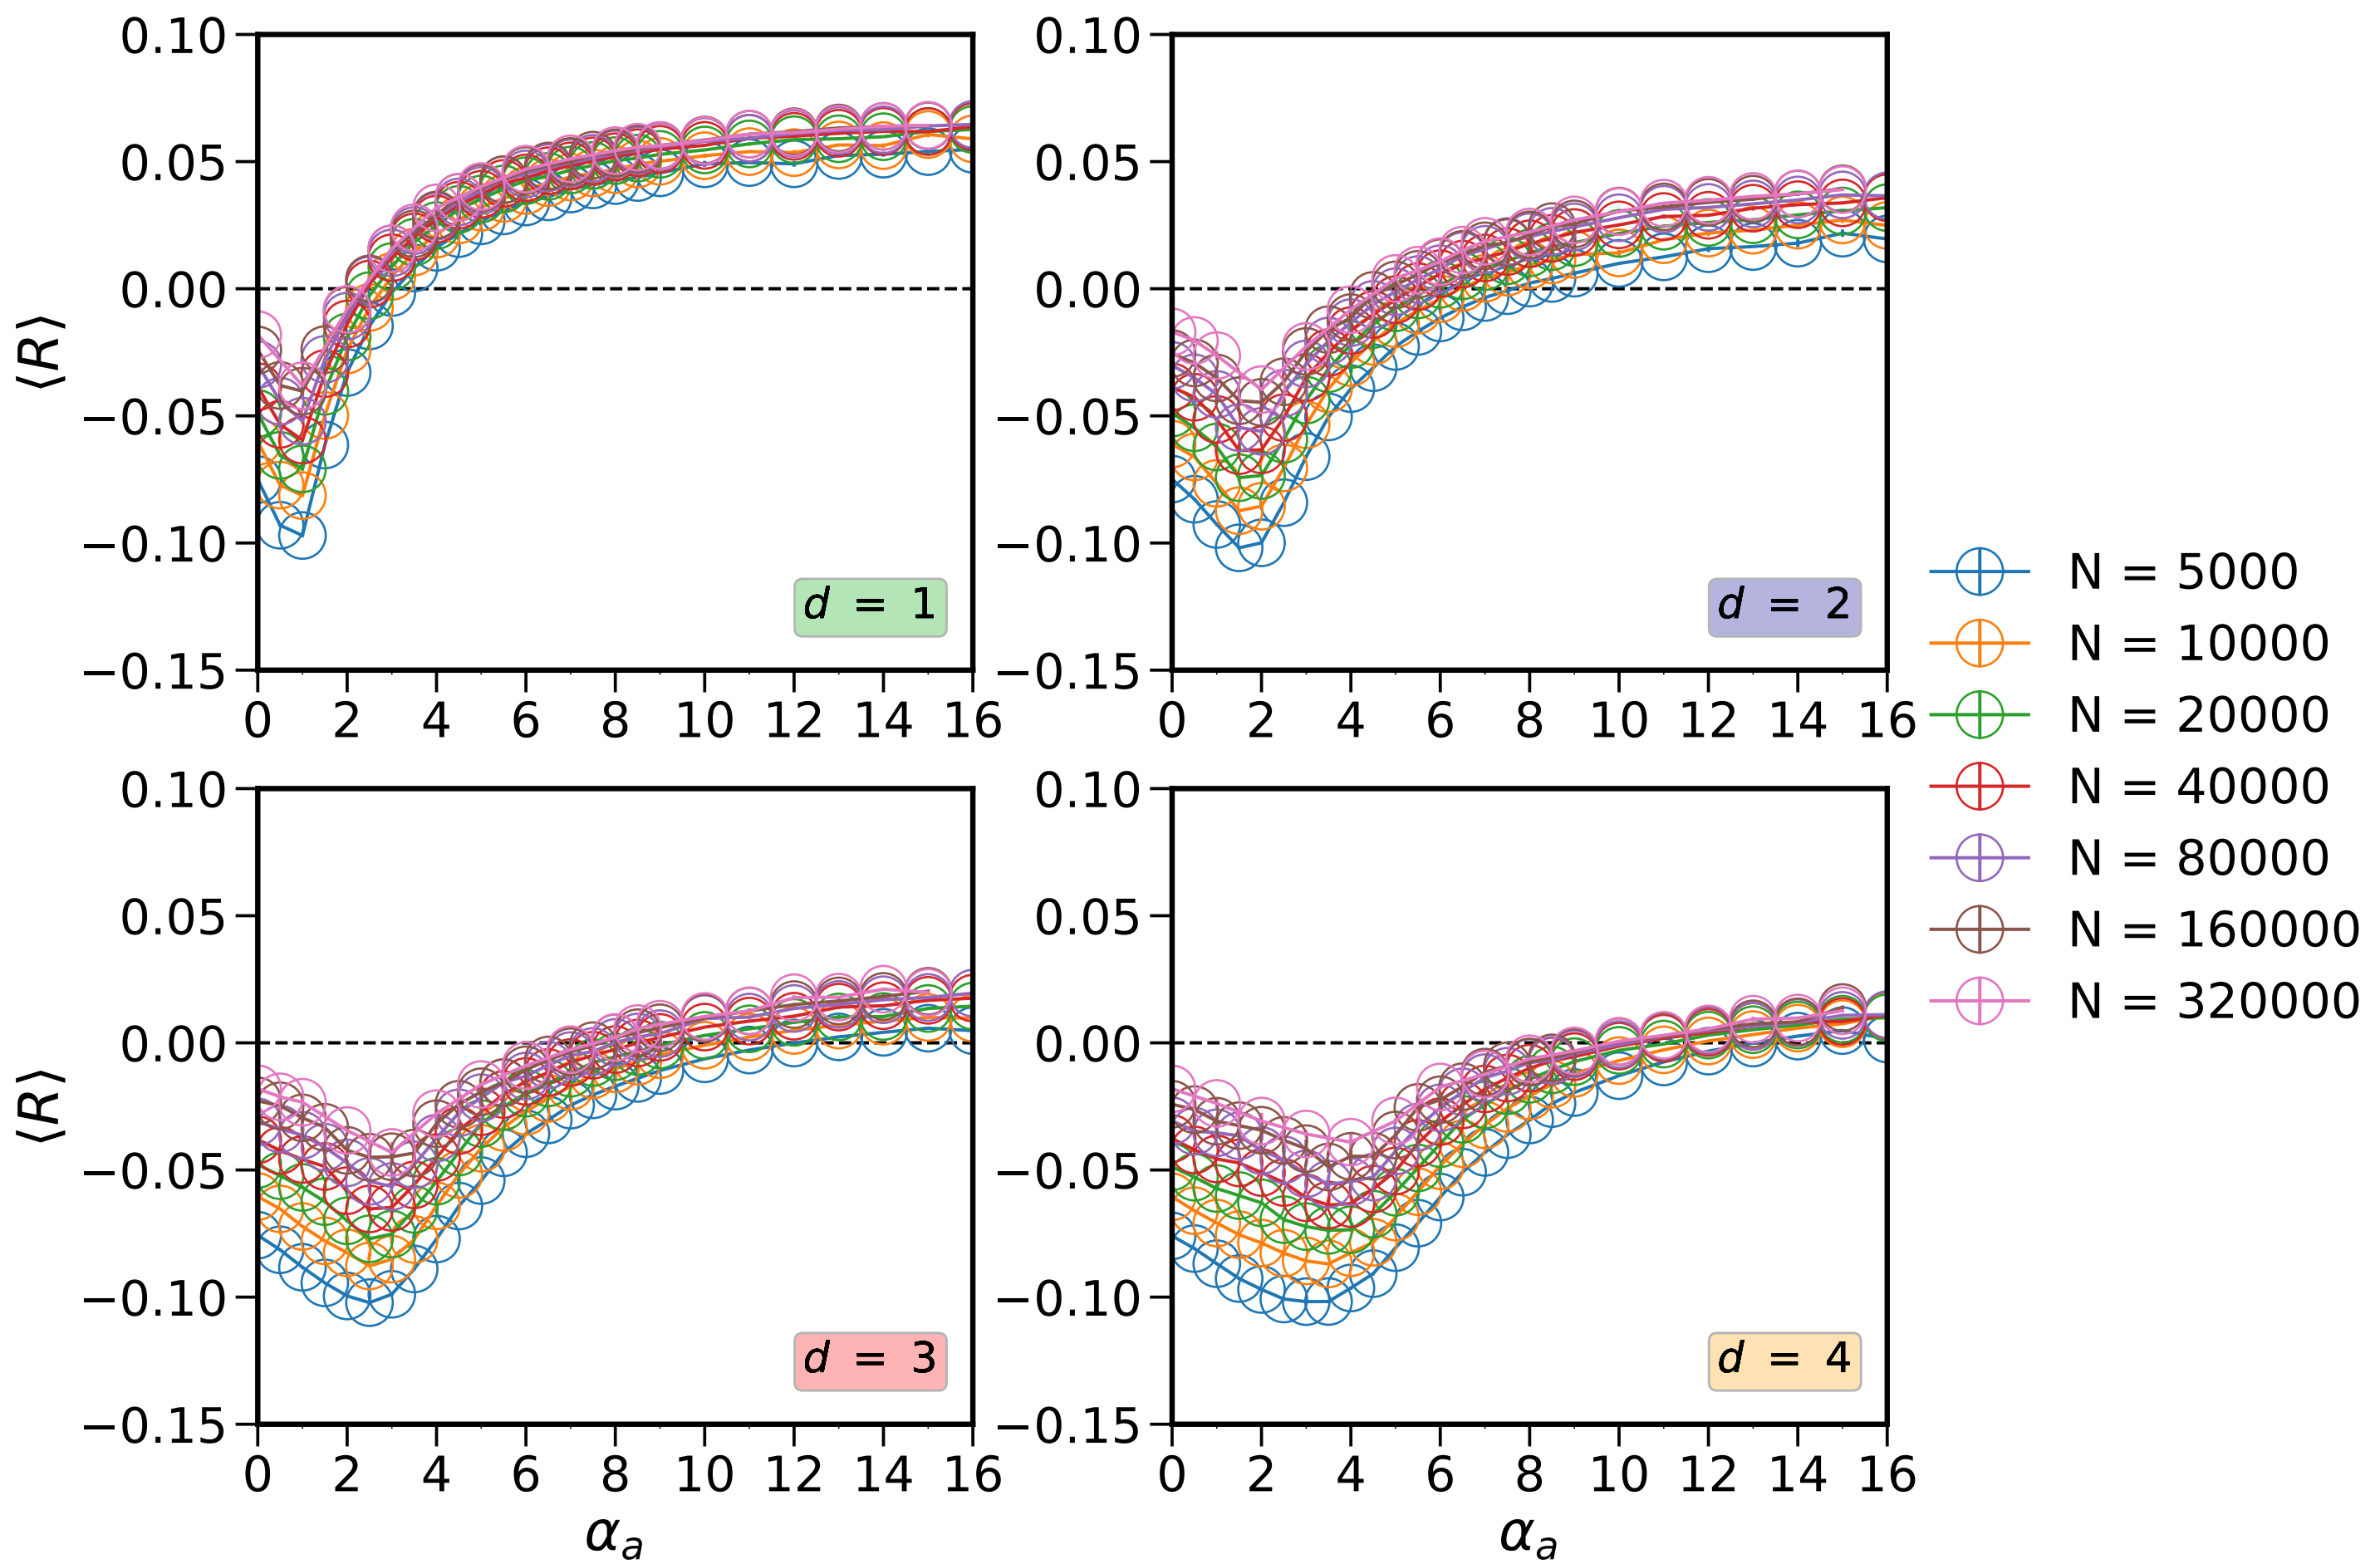 0.10
0.05
0.00
−0.05
−0.10
−0.15
⟨R⟩
0 2 4 6 8 10 12 14 16
d = 1
0.10
0.05
0.00
−0.05
−0.10
−0.15
0 2 4 6 8 10 12 14 16
d = 2
0.10
0.05
0.00
−0.05
−0.10
−0.15
⟨R⟩
0 2 4 6 8 10 12 14 16
αₐ
d = 3
0.10
0.05
0.00
−0.05
−0.10
−0.15
0 2 4 6 8 10 12 14 16
αₐ
d = 4
N = 5000
N = 10000
N = 20000
N = 40000
N = 80000
N = 160000
N = 320000